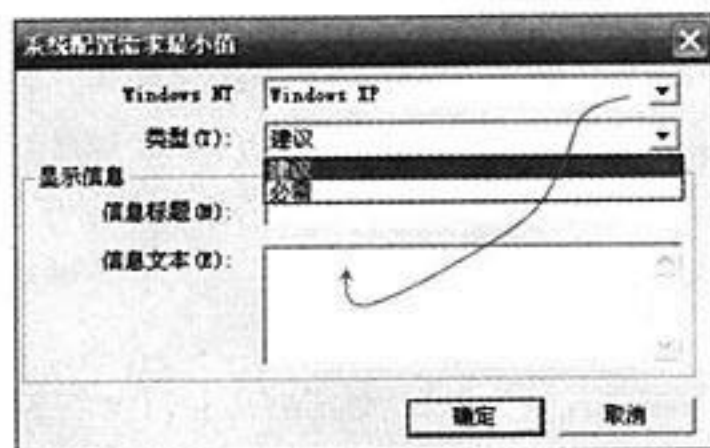 系统配置需求最小值
Windows NT Windows XP
类型(T): 建议
建议
必需
显示信息
信息标题(M):
信息文本(E):
确定 取消